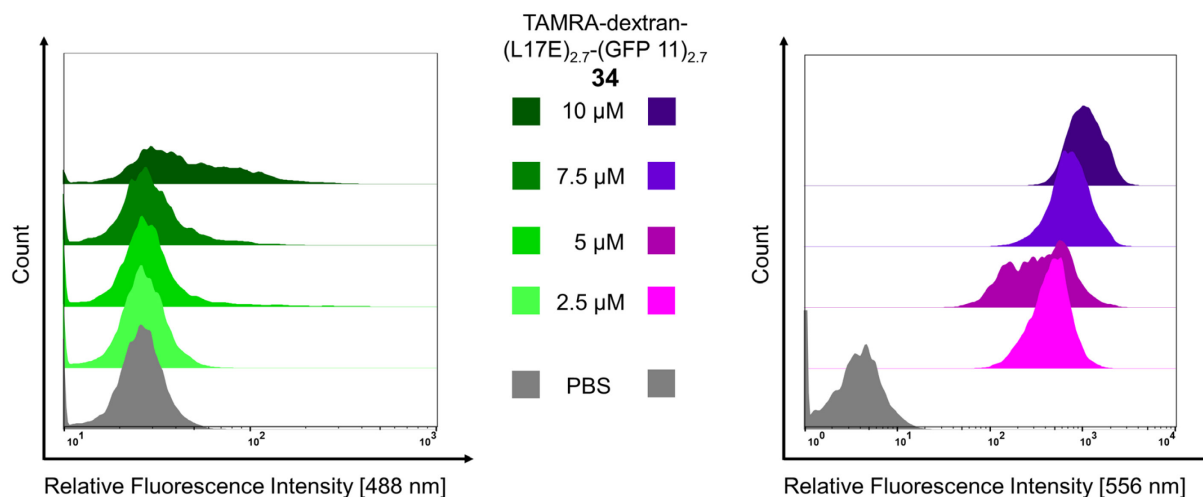 TAMRA-dextran-
(L17E)2.7-(GFP 11)2.7
34
10 µM
7.5 µM
5 µM
2.5 µM
PBS
Count
10¹ 10² 10³
Relative Fluorescence Intensity [488 nm]
Count
10⁰ 10¹ 10² 10³ 10⁴
Relative Fluorescence Intensity [556 nm]